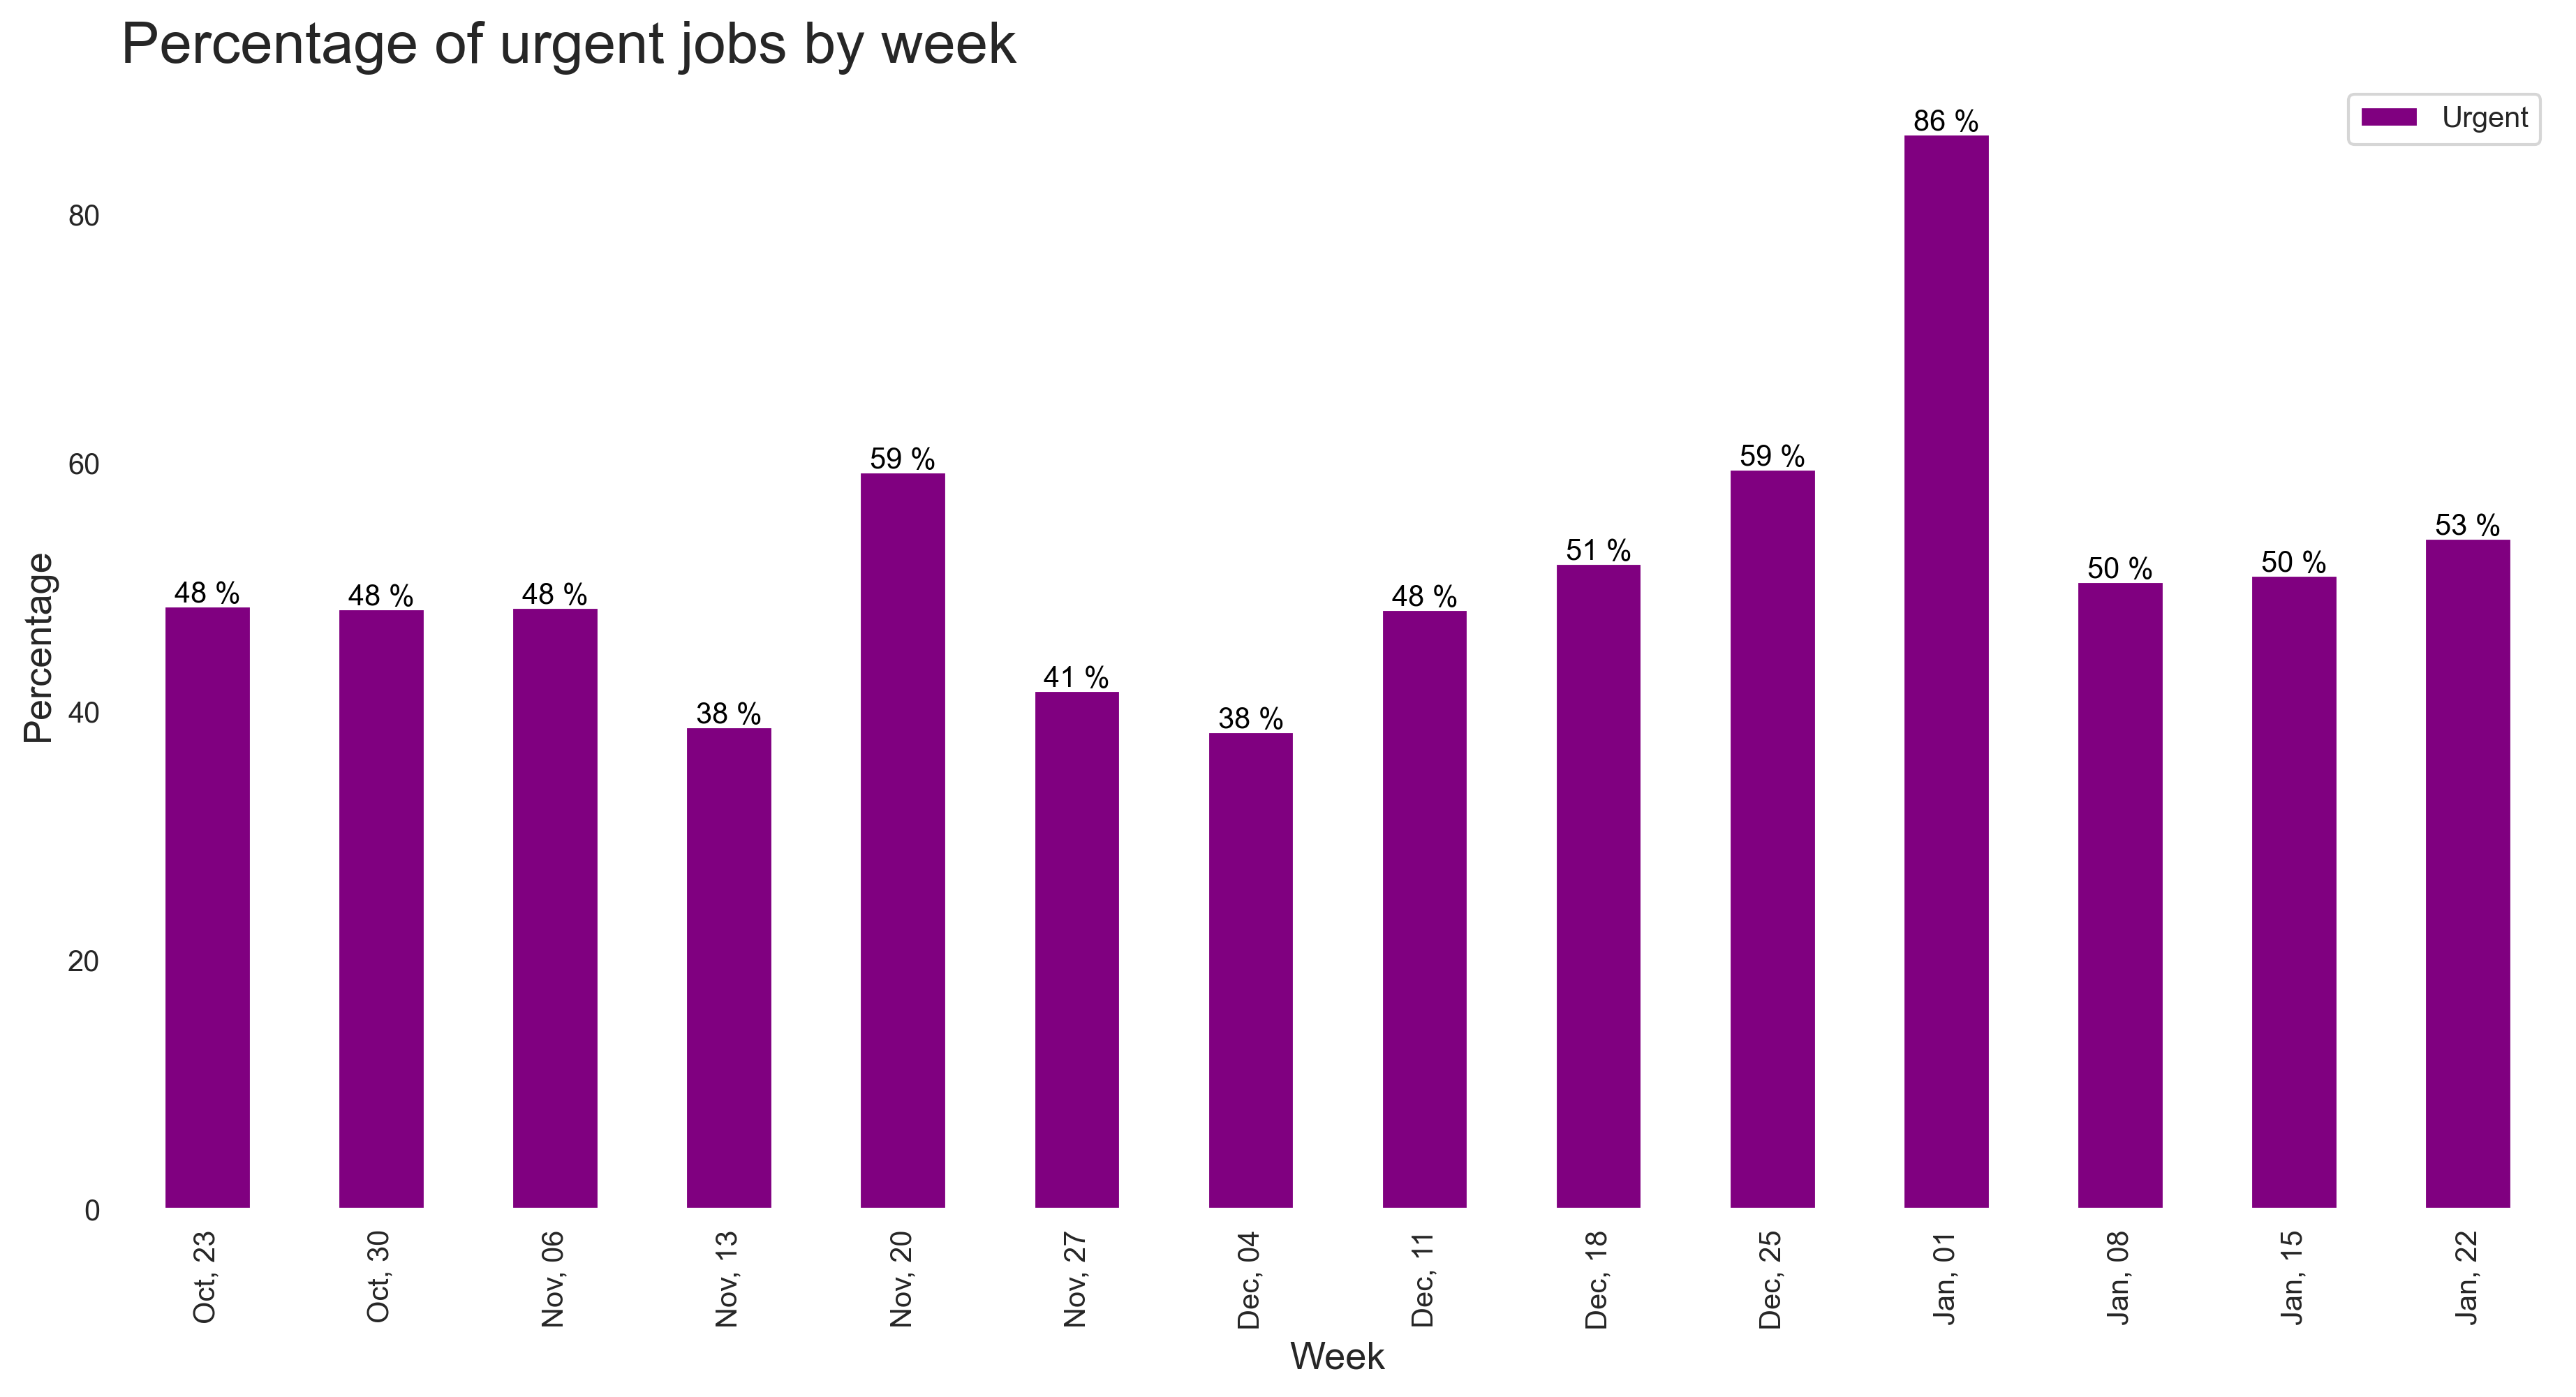 Percentage of urgent jobs by week
Urgent
Percentage
80
60
40
20
0
48 %
48 %
48 %
38 %
59 %
41 %
38 %
48 %
51 %
59 %
86 %
50 %
50 %
53 %
Oct, 23
Oct, 30
Nov, 06
Nov, 13
Nov, 20
Nov, 27
Dec, 04
Dec, 11
Dec, 18
Dec, 25
Jan, 01
Jan, 08
Jan, 15
Jan, 22
Week